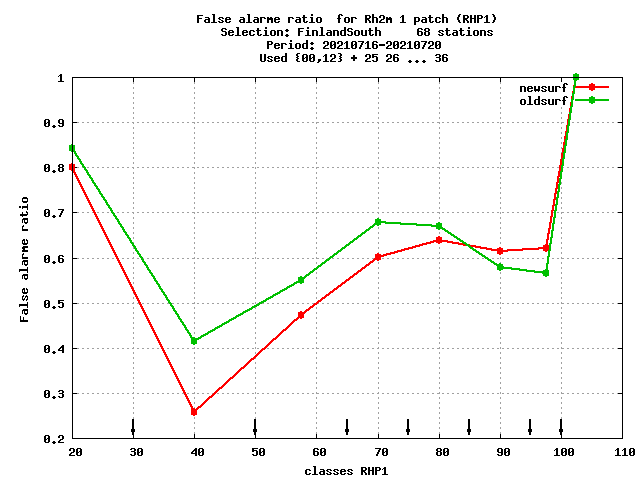 False alarme ratio  for Rh2m 1 patch (RHP1)
Selection: FinlandSouth     68 stations
Period: 20210716-20210720
Used {00,12} + 25 26 ... 36
newsurf
oldsurf
1
0.9
0.8
0.7
0.6
0.5
0.4
0.3
0.2
False alarme ratio
20 30 40 50 60 70 80 90 100 110
classes RHP1